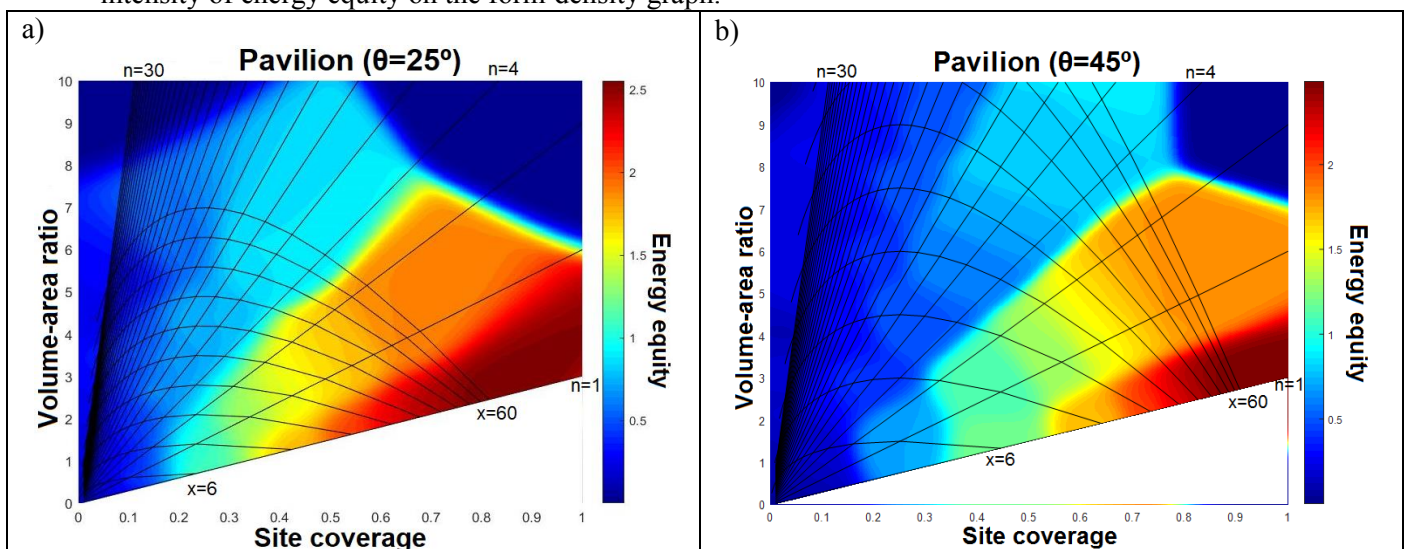 intensity of energy equity on the form density graph.
a)
Pavilion (θ=25º)
n=30
n=4
n=1
x=60
x=6
10
9
8
7
6
5
4
3
2
1
0
Volume-area ratio
0
0.1
0.2
0.3
0.4
0.5
0.6
0.7
0.8
0.9
1
Site coverage
2.5
2
1.5
1
0.5
Energy equity
b)
Pavilion (θ=45º)
n=30
n=4
n=1
x=60
x=6
10
9
8
7
6
5
4
3
2
1
0
Volume-area ratio
0
0.1
0.2
0.3
0.4
0.5
0.6
0.7
0.8
0.9
1
Site coverage
2
1.5
1
0.5
Energy equity